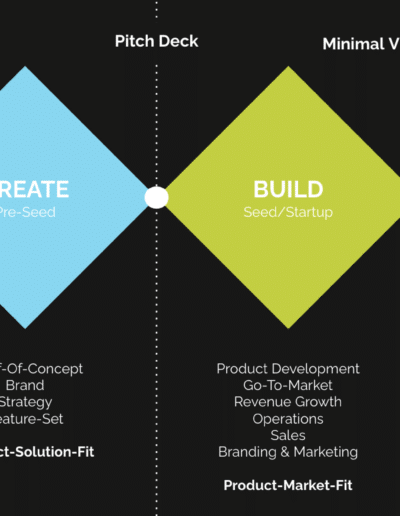 Pitch Deck
Minimal V
REATE
Pre-Seed
BUILD
Seed/Startup
f-Of-Concept
Brand
Strategy
eature-Set
ct-Solution-Fit
Product Development
Go-To-Market
Revenue Growth
Operations
Sales
Branding & Marketing
Product-Market-Fit